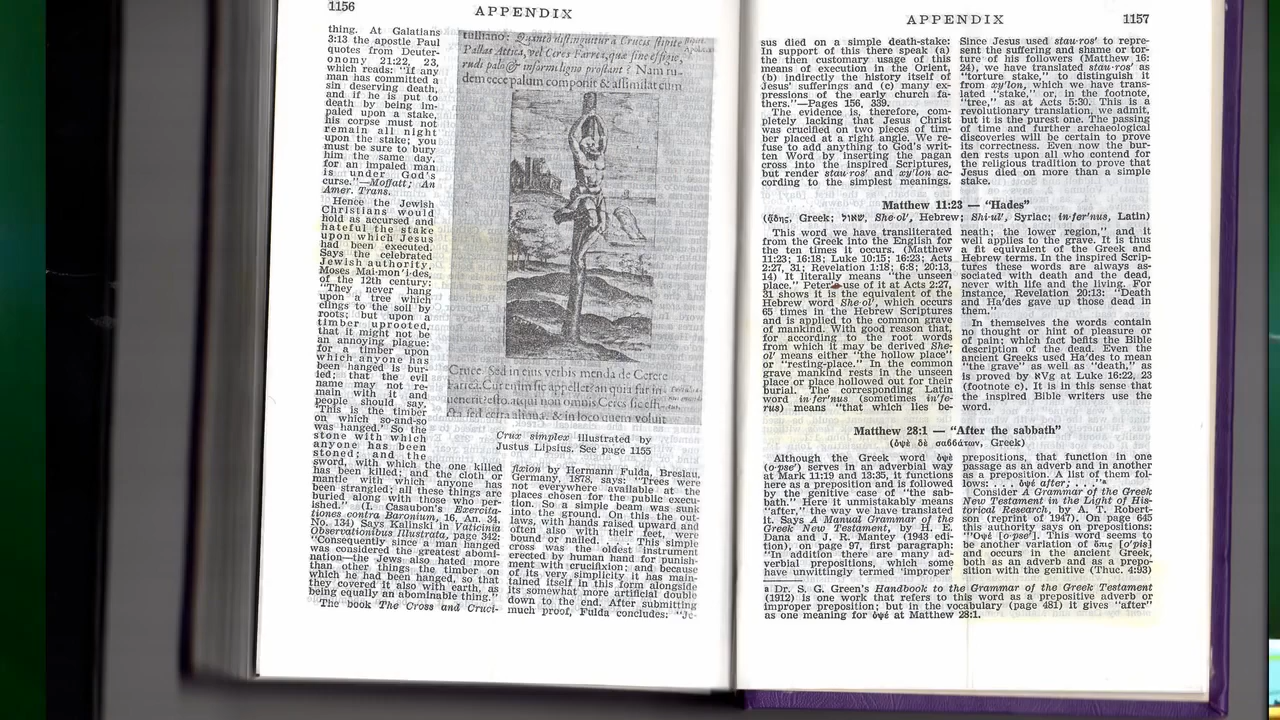 1156
APPENDIX
thing. At Galatians
3:13 the apostle Paul
quotes from Deuter-
onomy 21:22, 23,
which reads: "If any
man has committed a
sin deserving death,
and if he is put to
death by being im-
paled upon a stake,
his corpse must not
remain all night
upon the stake; you
must be sure to bury
him the same day,
for an impaled man
is under God's
curse."—Moffatt; An
Amer. Trans.
Hence the Jewish
Christians would
hold as accursed and
hateful the stake
upon which Jesus
had been executed.
Says the celebrated
Jewish authority,
Moses Mai·mon′i·des,
of the 12th century:
"They never hang
upon a tree which
clings to the soil by
roots; but upon a
timber uprooted,
that it might not be
an annoying plague:
for a timber upon
which anyone has
been hanged is bur-
ied; that the evil
name may not re-
main with it and
people should say,
'This is the timber
on which so-and-so
was hanged.' So the
stone with which
anyone has been
stoned; and the
sword, with which the one killed
has been killed; and the cloth or
mantle with which anyone has
been strangled; all these things are
buried along with those who per-
ished." (I. Casaubon's Exercita-
tiones contra Baronium, 16, An. 34,
No. 134) Says Kalinski in Vaticinia
Observationibus Illustrata, page 342:
"Consequently since a man hanged
was considered the greatest abomi-
nation—the Jews also hated more
than other things the timber on
which he had been hanged, so that
they covered it also with earth, as
being equally an abominable thing."
The book The Cross and Cruci-
Pallas Attica, vel Ceres Farrea, quæ sine effigie,
rudi palo & informi ligno prostant? Nam ru-
dem ecce palum componit & assimilat cum
Cruce. Sed in eius verbis menda de Cerere
Crux simplex illustrated by
Justus Lipsius. See page 1155
fixion by Hermann Fulda, Breslau,
Germany, 1878, says: "Trees were
not everywhere available at the
places chosen for the public execu-
tion. So a simple beam was sunk
into the ground. On this the out-
laws, with hands raised upward and
often also with their feet, were
bound or nailed. . . . This simple
cross was the oldest instrument
erected by human hand for punish-
ment with crucifixion; and because
of its very simplicity it has main-
tained itself in this form alongside
its somewhat more artificial double
down to the end. After submitting
much proof, Fulda concludes: "Je-
APPENDIX
1157
sus died on a simple death-stake:
In support of this there speak (a)
the then customary usage of this
means of execution in the Orient,
(b) indirectly the history itself of
Jesus' sufferings and (c) many ex-
pressions of the early church fa-
thers."—Pages 156, 339.
The evidence is, therefore, com-
pletely lacking that Jesus Christ
was crucified on two pieces of tim-
ber placed at a right angle. We re-
fuse to add anything to God's writ-
ten Word by inserting the pagan
cross into the inspired Scriptures,
but render stau·ros′ and xy′lon ac-
cording to the simplest meanings.
Since Jesus used stau·ros′ to repre-
sent the suffering and shame or tor-
ture of his followers (Matthew 16:
24), we have translated stau·ros′ as
"torture stake," to distinguish it
from xy′lon, which we have trans-
lated "stake," or, in the footnote,
"tree," as at Acts 5:30. This is a
revolutionary translation, we admit,
but it is the purest one. The passing
of time and further archaeological
discoveries will be certain to prove
its correctness. Even now the bur-
den rests upon all who contend for
the religious tradition to prove that
Jesus died on more than a simple
stake.
Matthew 11:23 — "Hades"
(ᾅδης, Greek; שאול, She·ol′, Hebrew; Shi·ul′, Syriac; in·fer′nus, Latin)
This word we have transliterated
from the Greek into the English for
the ten times it occurs. (Matthew
11:23; 16:18; Luke 10:15; 16:23; Acts
2:27, 31; Revelation 1:18; 6:8; 20:13,
14) It literally means "the unseen
place." Peter's use of it at Acts 2:27,
31 shows it is the equivalent of the
Hebrew word She·ol′, which occurs
65 times in the Hebrew Scriptures
and is applied to the common grave
of mankind. With good reason that,
for according to the root words
from which it may be derived She·
ol′ means either "the hollow place"
or "resting-place." In the common
grave mankind rests in the unseen
place or place hollowed out for their
burial. The corresponding Latin
word in·fer′nus (sometimes in′fe·
rus) means "that which lies be-
neath; the lower region," and it
well applies to the grave. It is thus
a fit equivalent of the Greek and
Hebrew terms. In the inspired Scrip-
tures these words are always as-
sociated with death and the dead,
never with life and the living. For
instance, Revelation 20:13: "Death
and Ha′des gave up those dead in
them."
In themselves the words contain
no thought or hint of pleasure or
of pain; which fact befits the Bible
description of the dead. Even the
ancient Greeks used Ha′des to mean
"the grave" as well as "death," as
is proved by ᴋVg at Luke 16:22, 23
(footnote c). It is in this sense that
the inspired Bible writers use the
word.
Matthew 28:1 — "After the sabbath"
(ὀψὲ δὲ σαββάτων, Greek)
Although the Greek word ὀψὲ
(o·pse′) serves in an adverbial way
at Mark 11:19 and 13:35, it functions
here as a preposition and is followed
by the genitive case of "the sab-
bath." Here it unmistakably means
"after," the way we have translated
it. Says A Manual Grammar of the
Greek New Testament, by H. E.
Dana and J. R. Mantey (1943 edi-
tion), on page 97, first paragraph:
"In addition there are many ad-
verbial prepositions, which some
have unwittingly termed 'improper'
prepositions, that function in one
passage as an adverb and in another
as a preposition. A list of them fol-
lows: . . . ὀψέ after; . . ."ᵃ
Consider A Grammar of the Greek
New Testament in the Light of His-
torical Research, by A. T. Robert-
son (reprint of 1947). On page 645
this authority says on prepositions:
"'Οψέ [o·pse′]. This word seems to
be another variation of ὄπις [o′pis]
and occurs in the ancient Greek,
both as an adverb and as a prepo-
sition with the genitive (Thuc. 4:93)
ᵃ Dr. S. G. Green's Handbook to the Grammar of the Greek Testament
(1912) is one work that refers to this word as a prepositive adverb or
improper preposition; but in the vocabulary (page 481) it gives "after"
as one meaning for ὀψέ at Matthew 28:1.